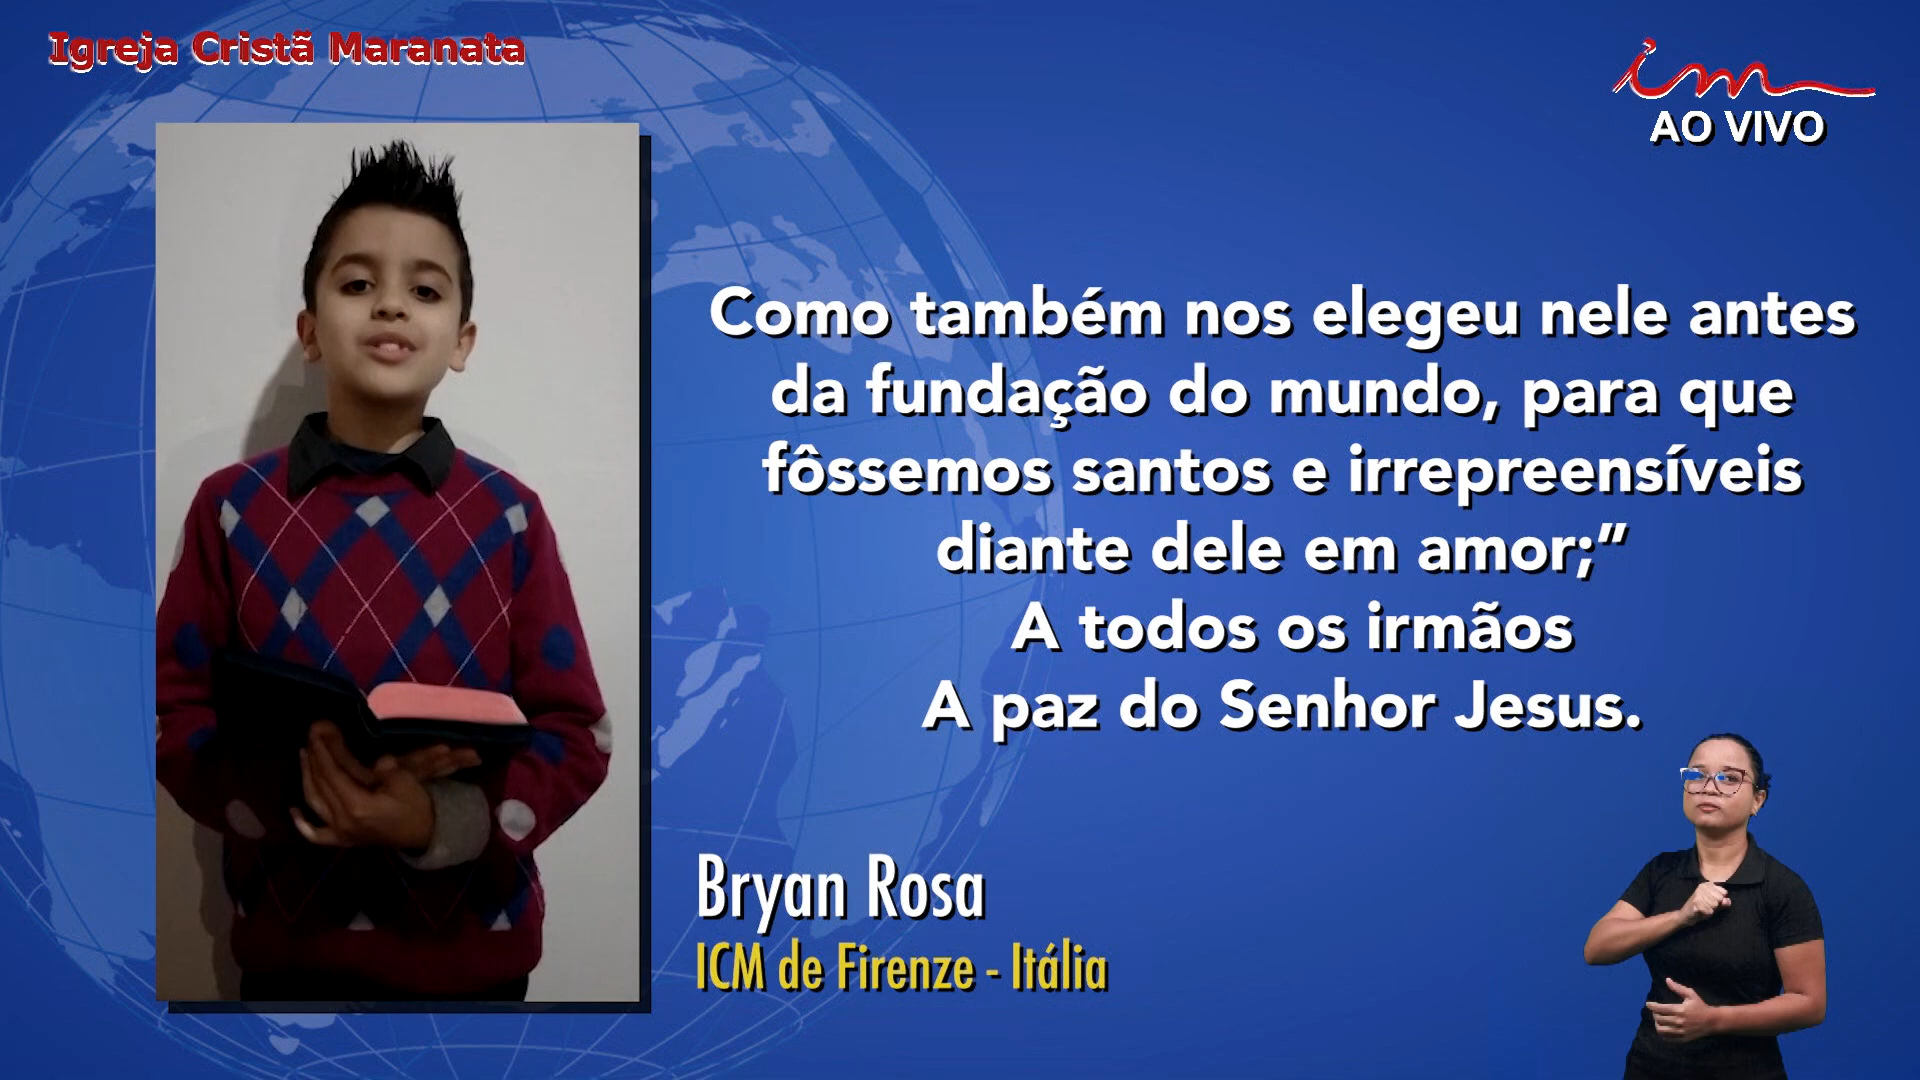 Igreja Cristã Maranata
im
AO VIVO
Como também nos elegeu nele antes
da fundação do mundo, para que
fôssemos santos e irrepreensíveis
diante dele em amor;”
A todos os irmãos
A paz do Senhor Jesus.
Bryan Rosa
ICM de Firenze - Itália